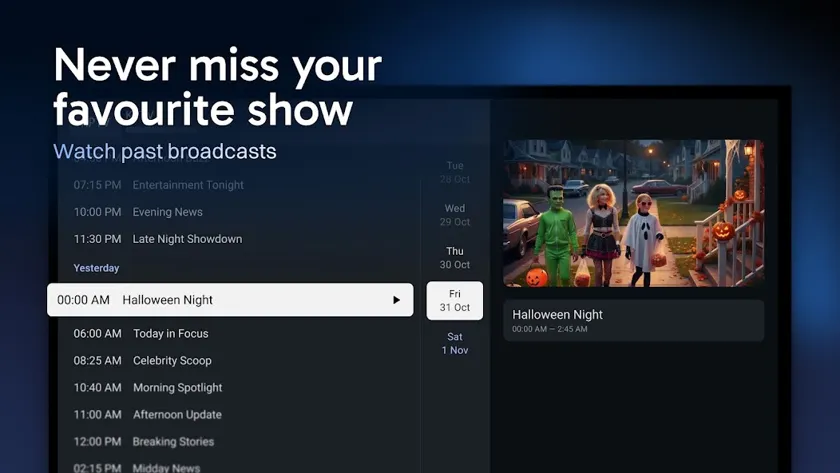 Never miss your
favourite show
Watch past broadcasts
07:15 PM Entertainment Tonight
10:00 PM Evening News
11:30 PM Late Night Showdown
Yesterday
00:00 AM Halloween Night
06:00 AM Today in Focus
08:25 AM Celebrity Scoop
10:40 AM Morning Spotlight
11:00 AM Afternoon Update
12:00 PM Breaking Stories
02:15 PM Midday News
Tue
28 Oct
Wed
29 Oct
Thu
30 Oct
Fri
31 Oct
Sat
1 Nov
Halloween Night
00:00 AM — 2:45 AM